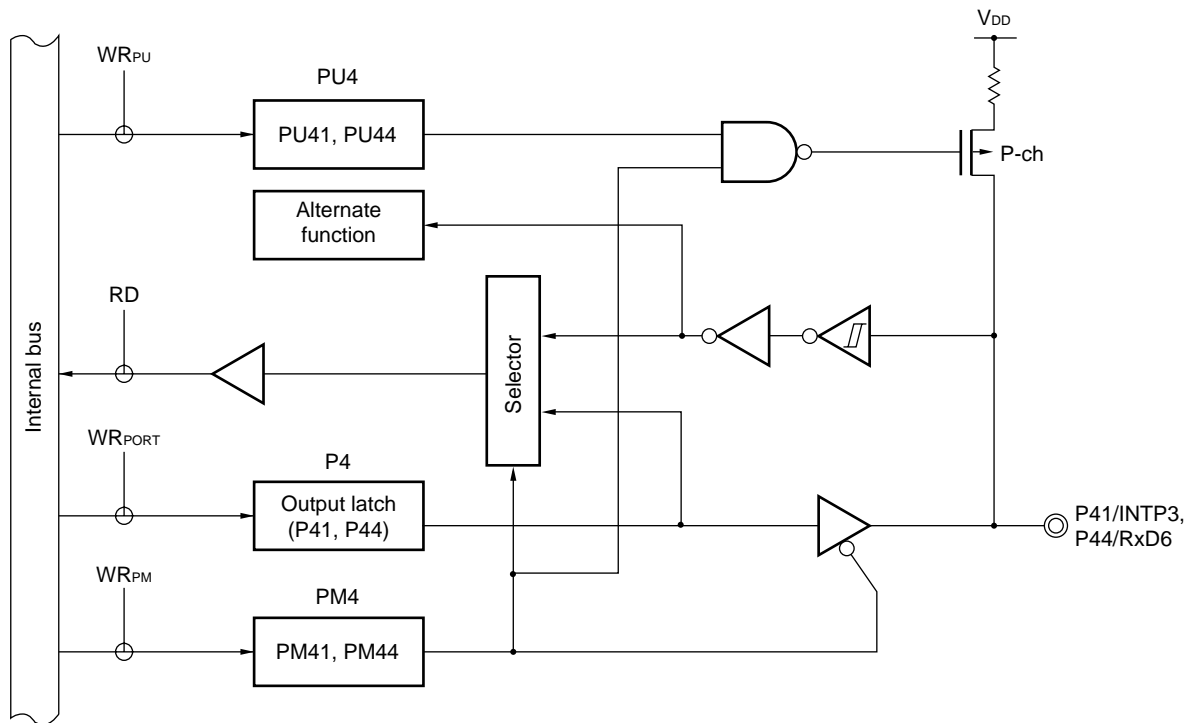 VDD
WRPU
PU4
PU41, PU44
P-ch
Alternate
function
RD
Selector
Internal bus
WRPORT
P4
Output latch
(P41, P44)
P41/INTP3,
P44/RxD6
WRPM
PM4
PM41, PM44